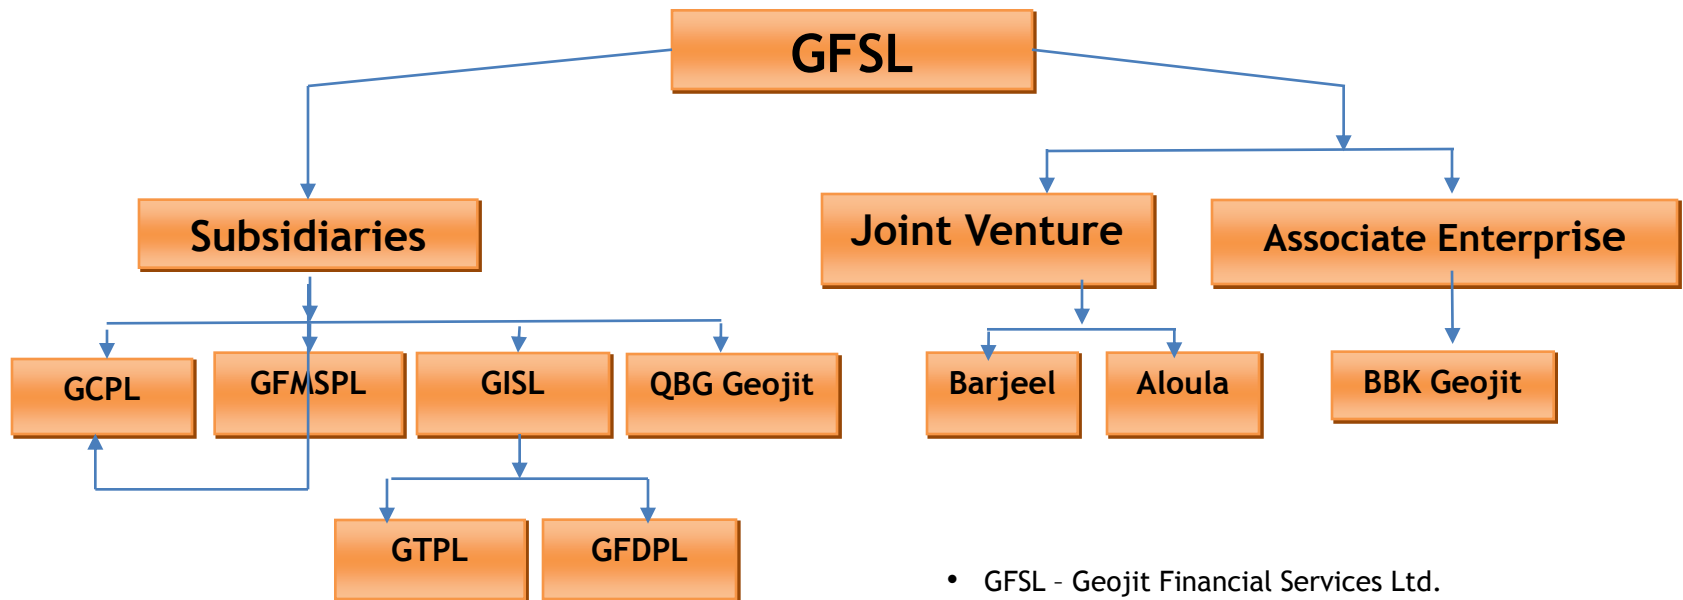 GFSL
Subsidiaries
Joint Venture
Associate Enterprise
GCPL
GFMSPL
GISL
QBG Geojit
Barjeel
Aloula
BBK Geojit
GTPL
GFDPL
• GFSL – Geojit Financial Services Ltd.